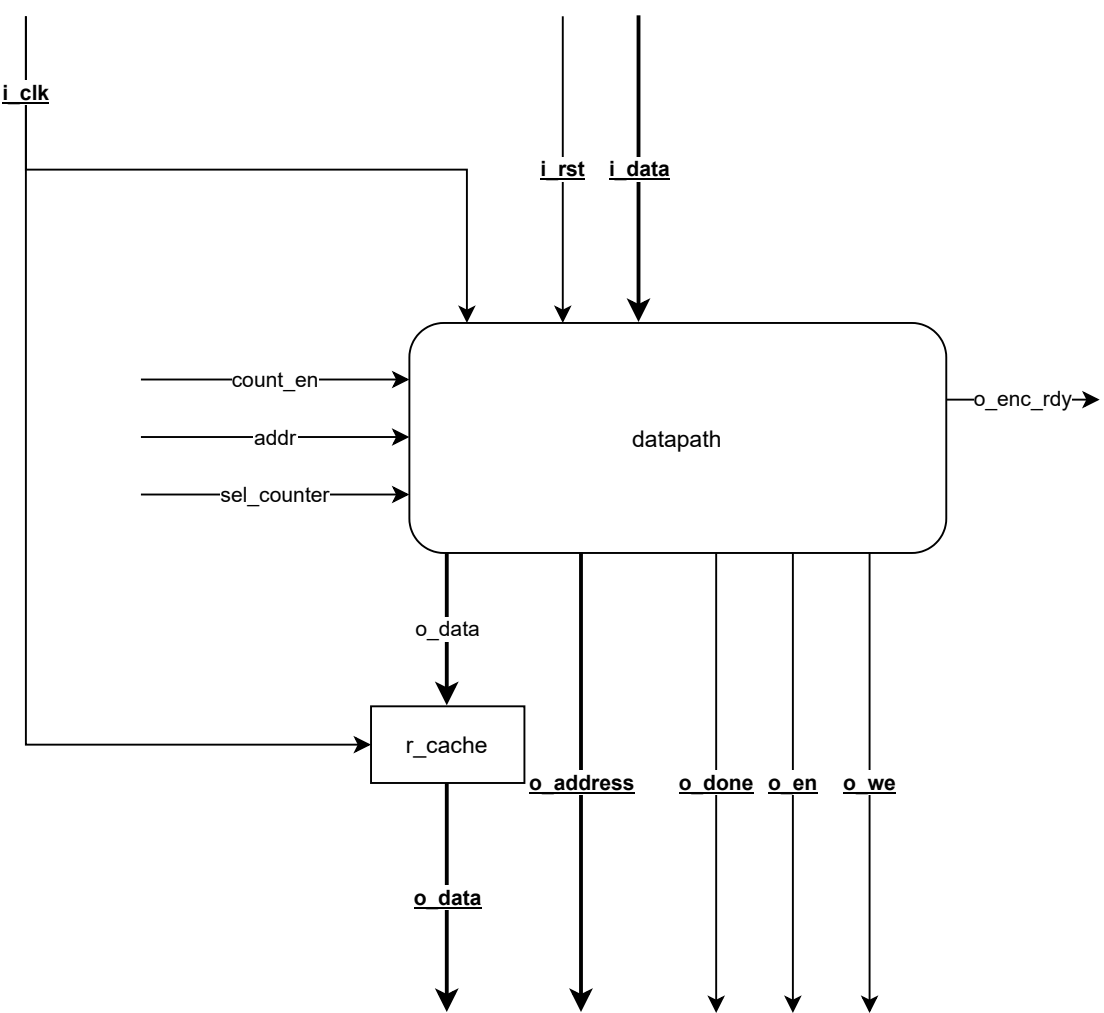 i_clk
i_rst
i_data
count_en
o_enc_rdy
addr
datapath
sel_counter
o_data
r_cache
o_address
o_done
o_en
o_we
o_data